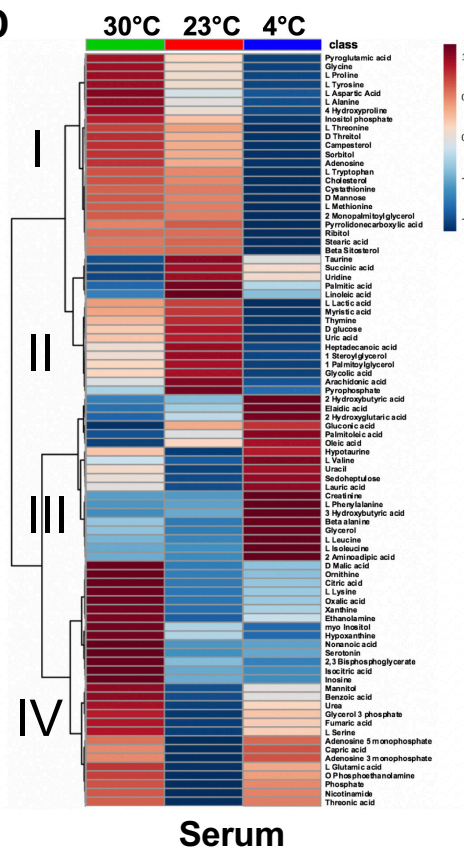 30°C 23°C 4°C
class
Pyroglutamic acid
Glycine
L Proline
L Tyrosine
L Aspartic Acid
L Alanine
4 Hydroxyproline
Inositol phosphate
L Threonine
D Threitol
Campesterol
Sorbitol
Adenosine
L Tryptophan
Cholesterol
Cystathionine
D Mannose
L Methionine
2 Monopalmitoylglycerol
Pyrrolidonecarboxylic acid
Ribitol
Stearic acid
Beta Sitosterol
Taurine
Succinic acid
Uridine
Palmitic acid
Linoleic acid
L Lactic acid
Myristic acid
Thymine
D glucose
Uric acid
Heptadecanoic acid
1 Steroylglycerol
1 Palmitoylglycerol
Glycolic acid
Arachidonic acid
Pyrophosphate
2 Hydroxybutyric acid
Elaidic acid
2 Hydroxyglutaric acid
Gluconic acid
Palmitoleic acid
Oleic acid
Hypotaurine
L Valine
Uracil
Sedoheptulose
Lauric acid
Creatinine
L Phenylalanine
3 Hydroxybutyric acid
Beta alanine
Glycerol
L Leucine
L Isoleucine
2 Aminoadipic acid
D Malic acid
Ornithine
Citric acid
L Lysine
Oxalic acid
Xanthine
Ethanolamine
myo Inositol
Hypoxanthine
Nonanoic acid
Serotonin
2,3 Bisphosphoglycerate
Isocitric acid
Inosine
Mannitol
Benzoic acid
Urea
Glycerol 3 phosphate
Fumaric acid
L Serine
Adenosine 5 monophosphate
Capric acid
Adenosine 3 monophosphate
L Glutamic acid
O Phosphoethanolamine
Phosphate
Nicotinamide
Threonic acid
I
II
III
IV
Serum